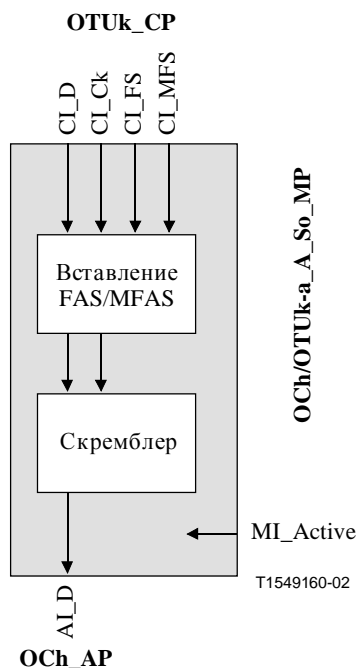 OTUk_CP
CI_D
CI_Ck
CI_FS
CI_MFS
Вставление
FAS/MFAS
OCh/OTUk-a_A_So_MP
Скремблер
MI_Active
T1549160-02
AI_D
OCh_AP